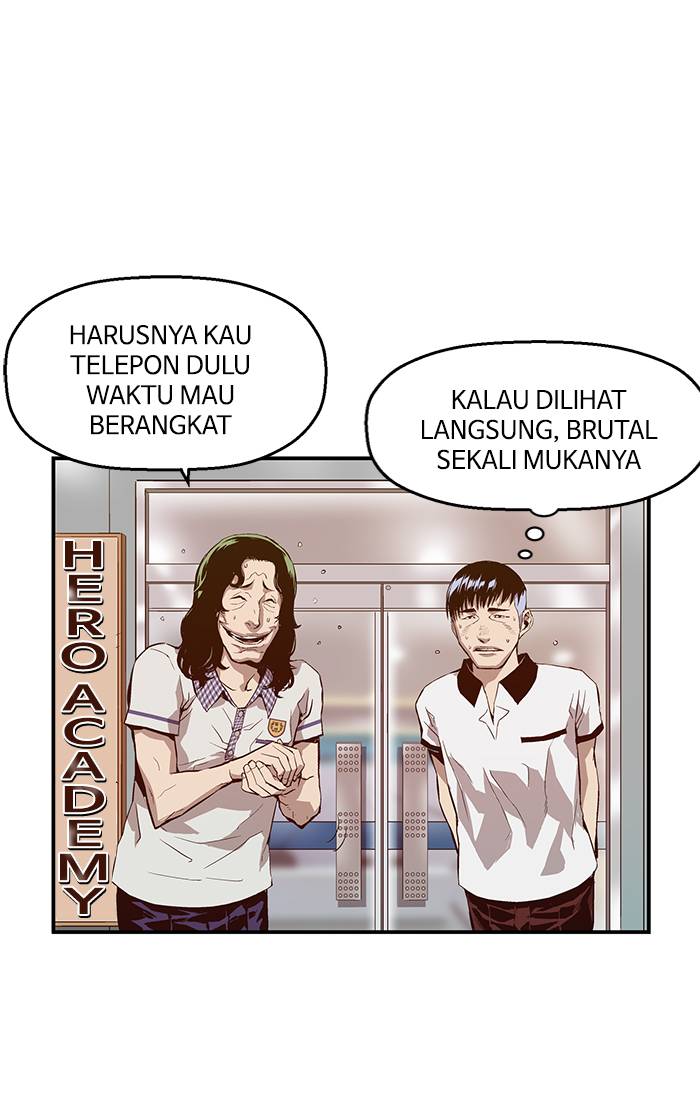 HARUSNYA KAU
TELEPON DULU
WAKTU MAU
BERANGKAT
KALAU DILIHAT
LANGSUNG, BRUTAL
SEKALI MUKANYA
HERO ACADEMY